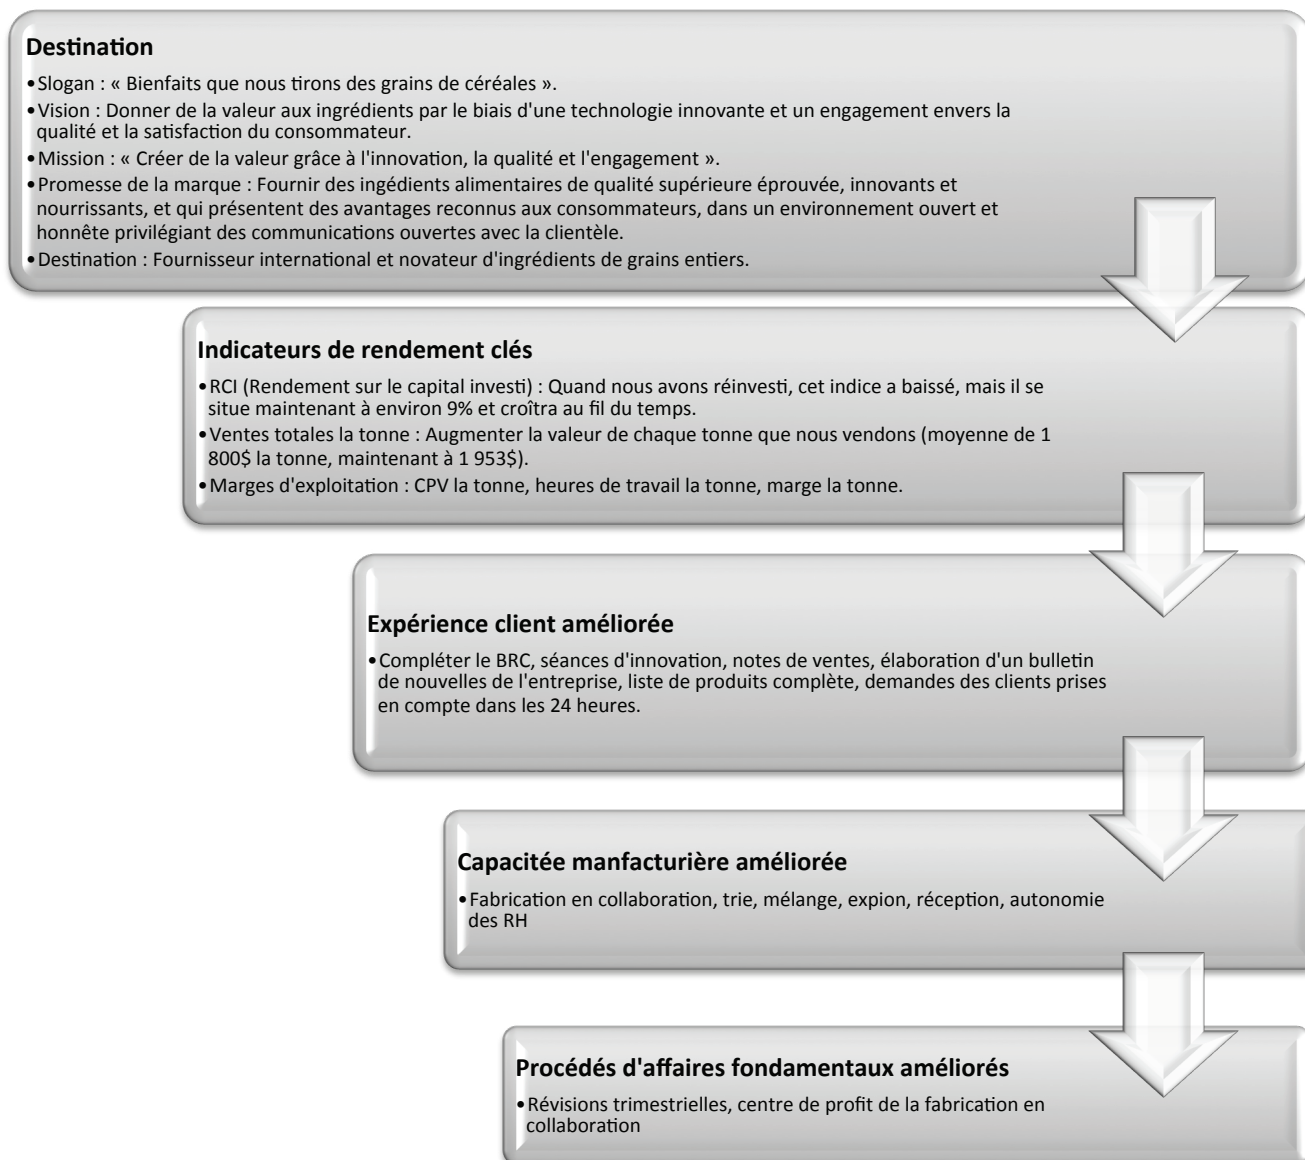 Destination
•Slogan : « Bienfaits que nous tirons des grains de céréales ».
•Vision : Donner de la valeur aux ingrédients par le biais d'une technologie innovante et un engagement envers la
qualité et la satisfaction du consommateur.
•Mission : « Créer de la valeur grâce à l'innovation, la qualité et l'engagement ».
•Promesse de la marque : Fournir des ingédients alimentaires de qualité supérieure éprouvée, innovants et
nourrissants, et qui présentent des avantages reconnus aux consommateurs, dans un environnement ouvert et
honnête privilégiant des communications ouvertes avec la clientèle.
•Destination : Fournisseur international et novateur d'ingrédients de grains entiers.
Indicateurs de rendement clés
•RCI (Rendement sur le capital investi) : Quand nous avons réinvesti, cet indice a baissé, mais il se
situe maintenant à environ 9% et croîtra au fil du temps.
•Ventes totales la tonne : Augmenter la valeur de chaque tonne que nous vendons (moyenne de 1
800$ la tonne, maintenant à 1 953$).
•Marges d'exploitation : CPV la tonne, heures de travail la tonne, marge la tonne.
Expérience client améliorée
•Compléter le BRC, séances d'innovation, notes de ventes, élaboration d'un bulletin
de nouvelles de l'entreprise, liste de produits complète, demandes des clients prises
en compte dans les 24 heures.
Capacitée manfacturière améliorée
•Fabrication en collaboration, trie, mélange, expion, réception, autonomie
des RH
Procédés d'affaires fondamentaux améliorés
•Révisions trimestrielles, centre de profit de la fabrication en
collaboration